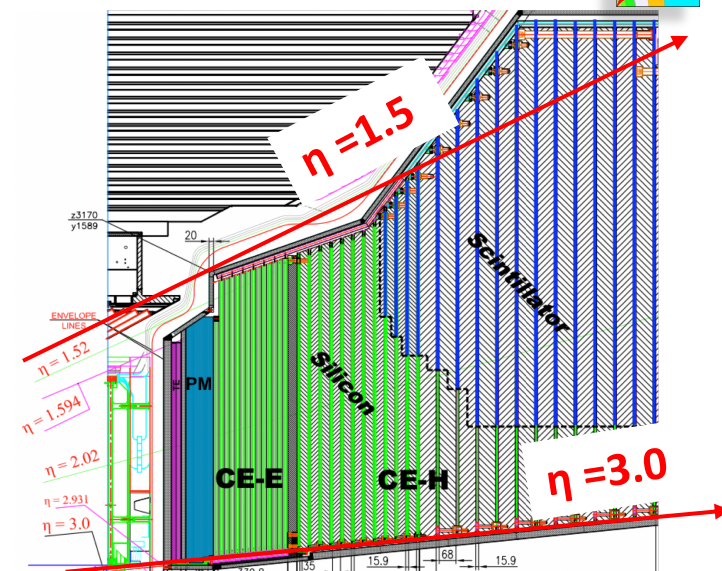 η =1.5
z3170
y1589
20
ENVELOPE
LINES
η = 1.52
η = 1.594
η = 2.02
η = 2.931
η = 3.0
TE
PM
Scintillator
Silicon
CE-E
CE-H
η =3.0
35
15.9
68
15.9